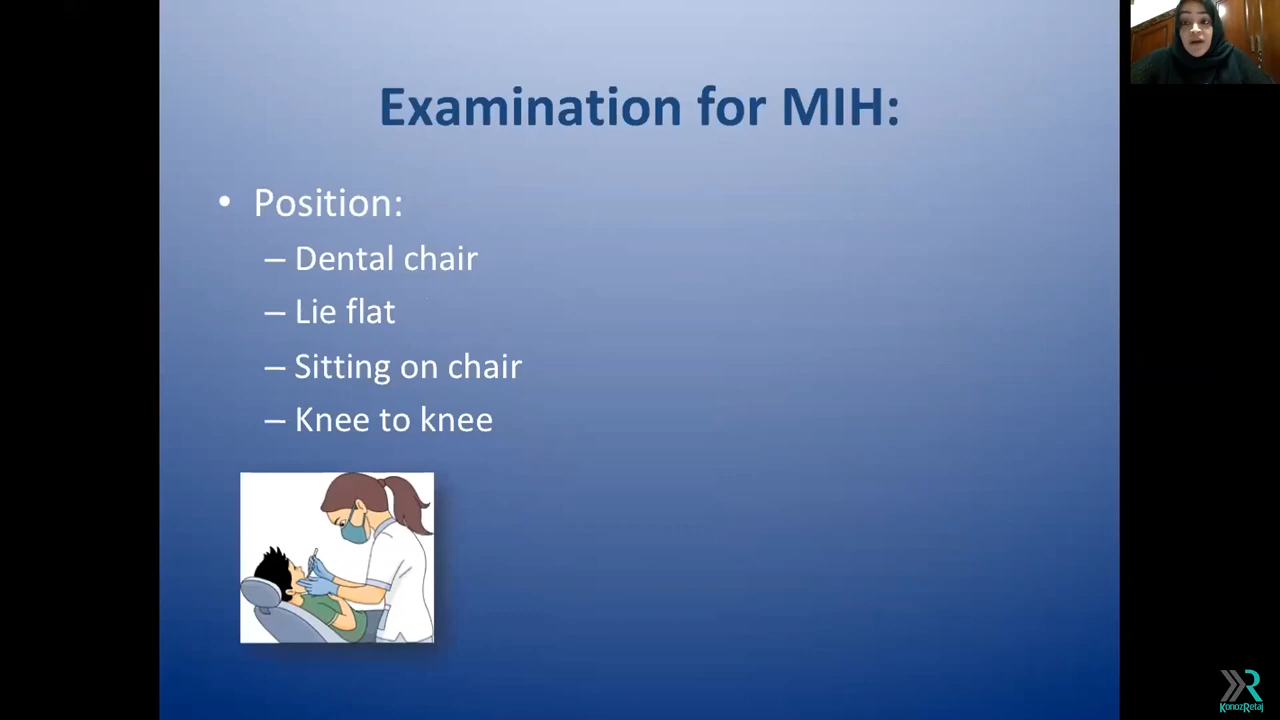 Examination for MIH:
• Position:
– Dental chair
– Lie flat
– Sitting on chair
– Knee to knee
KonozRetaj